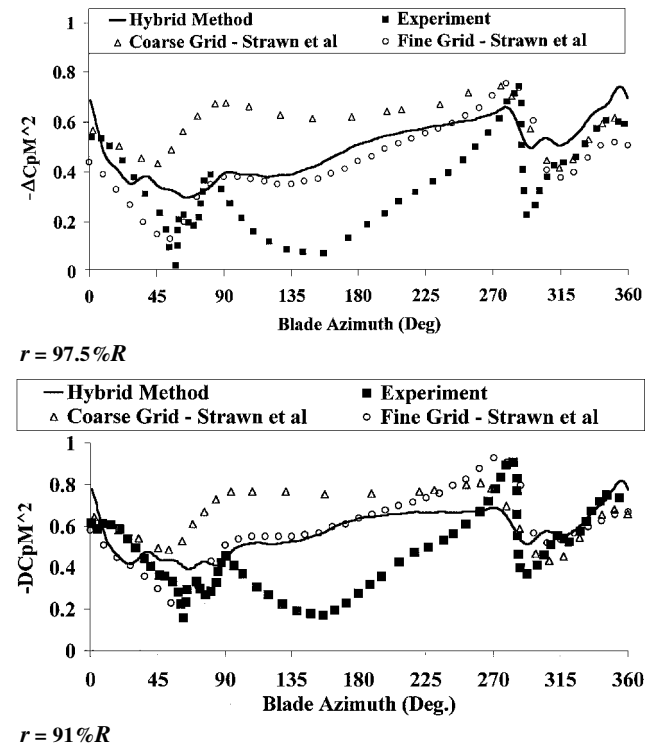 Hybrid Method Experiment
Coarse Grid - Strawn et al Fine Grid - Strawn et al
1
0.8
0.6
0.4
0.2
0
-ΔCpM^2
0 45 90 135 180 225 270 315 360
Blade Azimuth (Deg)
r = 97.5%R
Hybrid Method Experiment
Coarse Grid - Strawn et al Fine Grid - Strawn et al
1
0.8
0.6
0.4
0.2
0
-DCpM^2
0 45 90 135 180 225 270 315 360
Blade Azimuth (Deg.)
r = 91%R